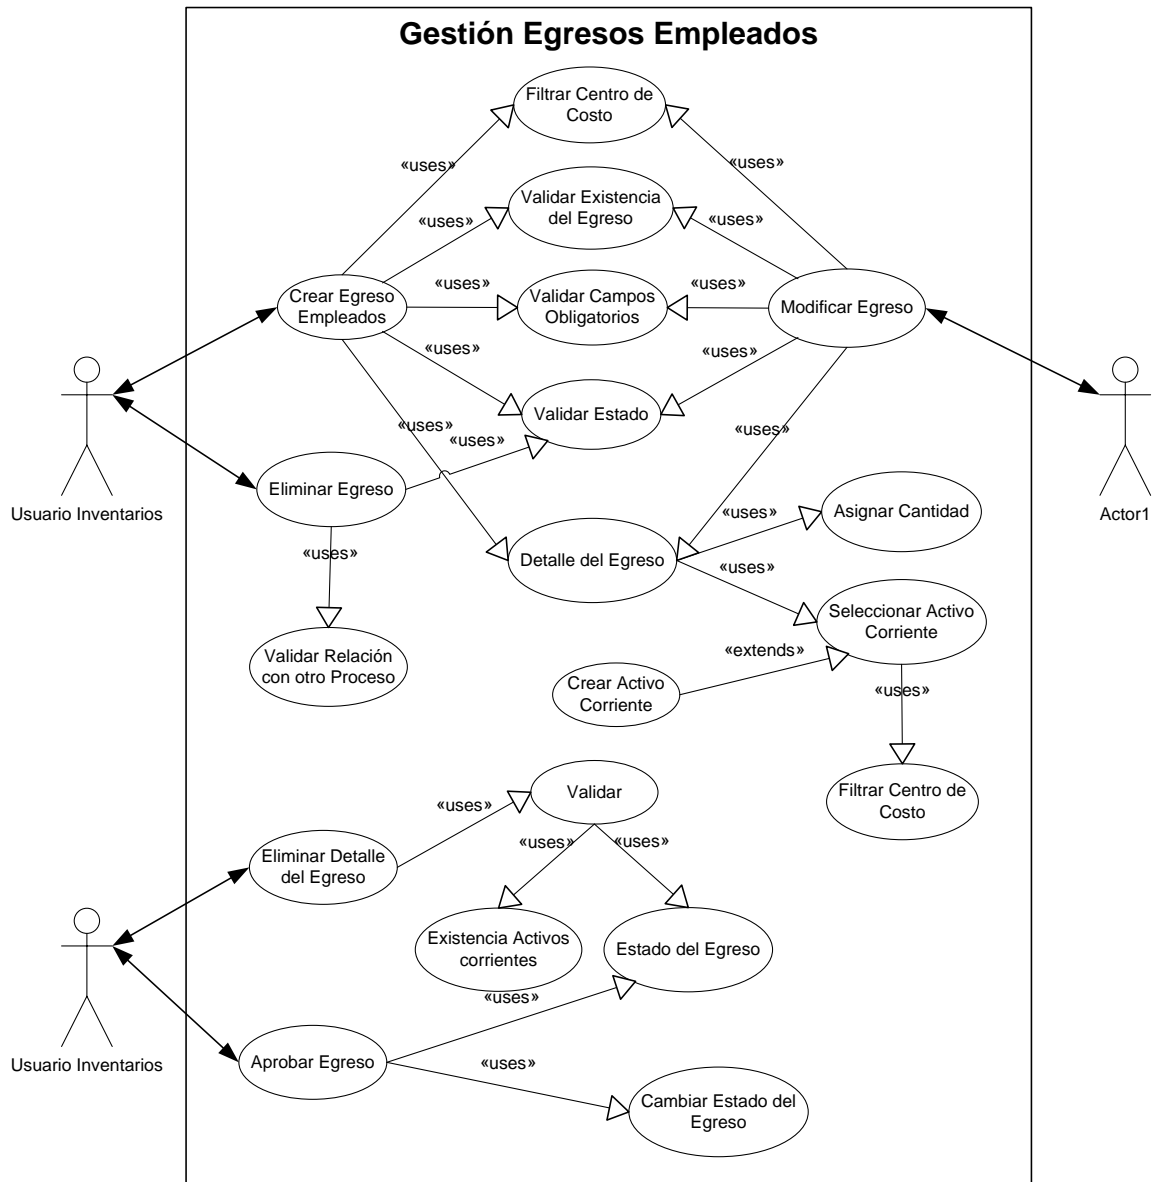 Gestión Egresos Empleados
Filtrar Centro de
Costo
«uses»
«uses»
Validar Existencia
del Egreso
«uses»
«uses»
Crear Egreso
Empleados
«uses»
Validar Campos
Obligatorios
«uses»
Modificar Egreso
«uses»
«uses»
Validar Estado
«uses»
«uses»
«uses»
Usuario Inventarios
Eliminar Egreso
Actor1
«uses»
Detalle del Egreso
«uses»
Asignar Cantidad
«uses»
Seleccionar Activo
Corriente
Validar Relación
con otro Proceso
«extends»
Crear Activo
Corriente
«uses»
Filtrar Centro de
Costo
Validar
«uses»
«uses»
«uses»
Eliminar Detalle
del Egreso
Existencia Activos
corrientes
Estado del Egreso
«uses»
Usuario Inventarios
Aprobar Egreso
«uses»
Cambiar Estado del
Egreso